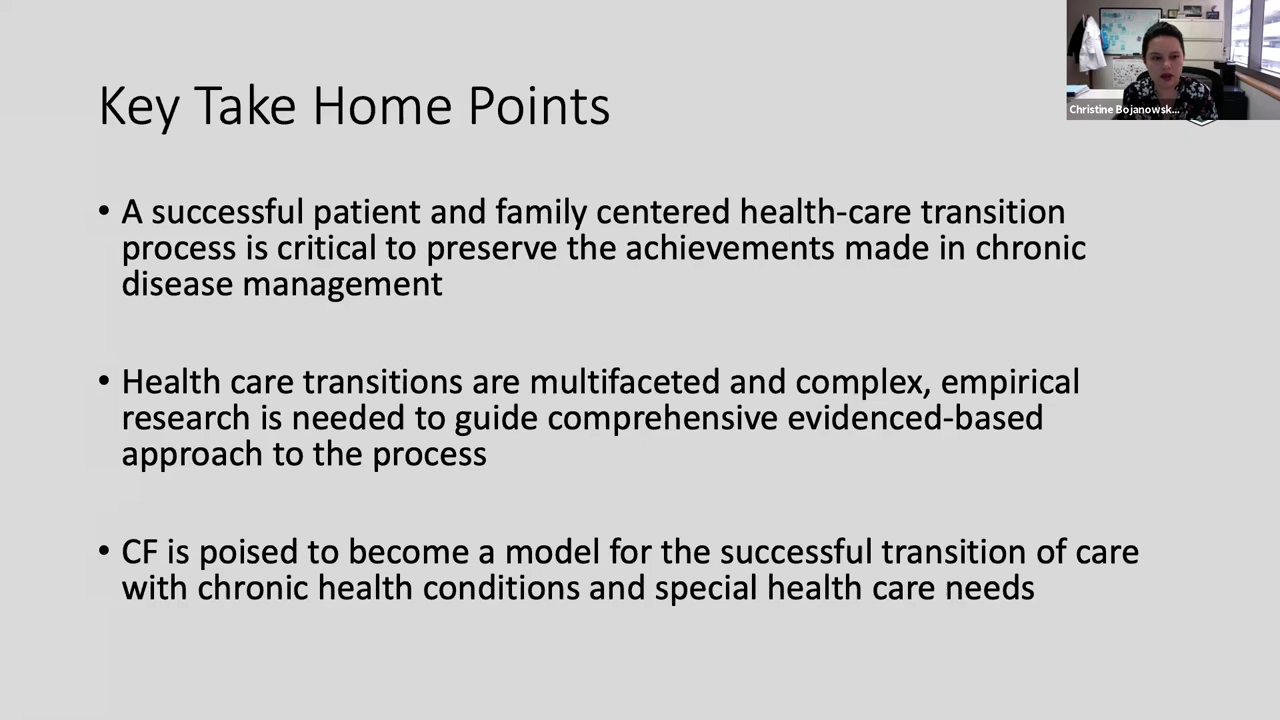 Key Take Home Points
Christine Bojanowsk...
• A successful patient and family centered health-care transition
process is critical to preserve the achievements made in chronic
disease management
• Health care transitions are multifaceted and complex, empirical
research is needed to guide comprehensive evidenced-based
approach to the process
• CF is poised to become a model for the successful transition of care
with chronic health conditions and special health care needs